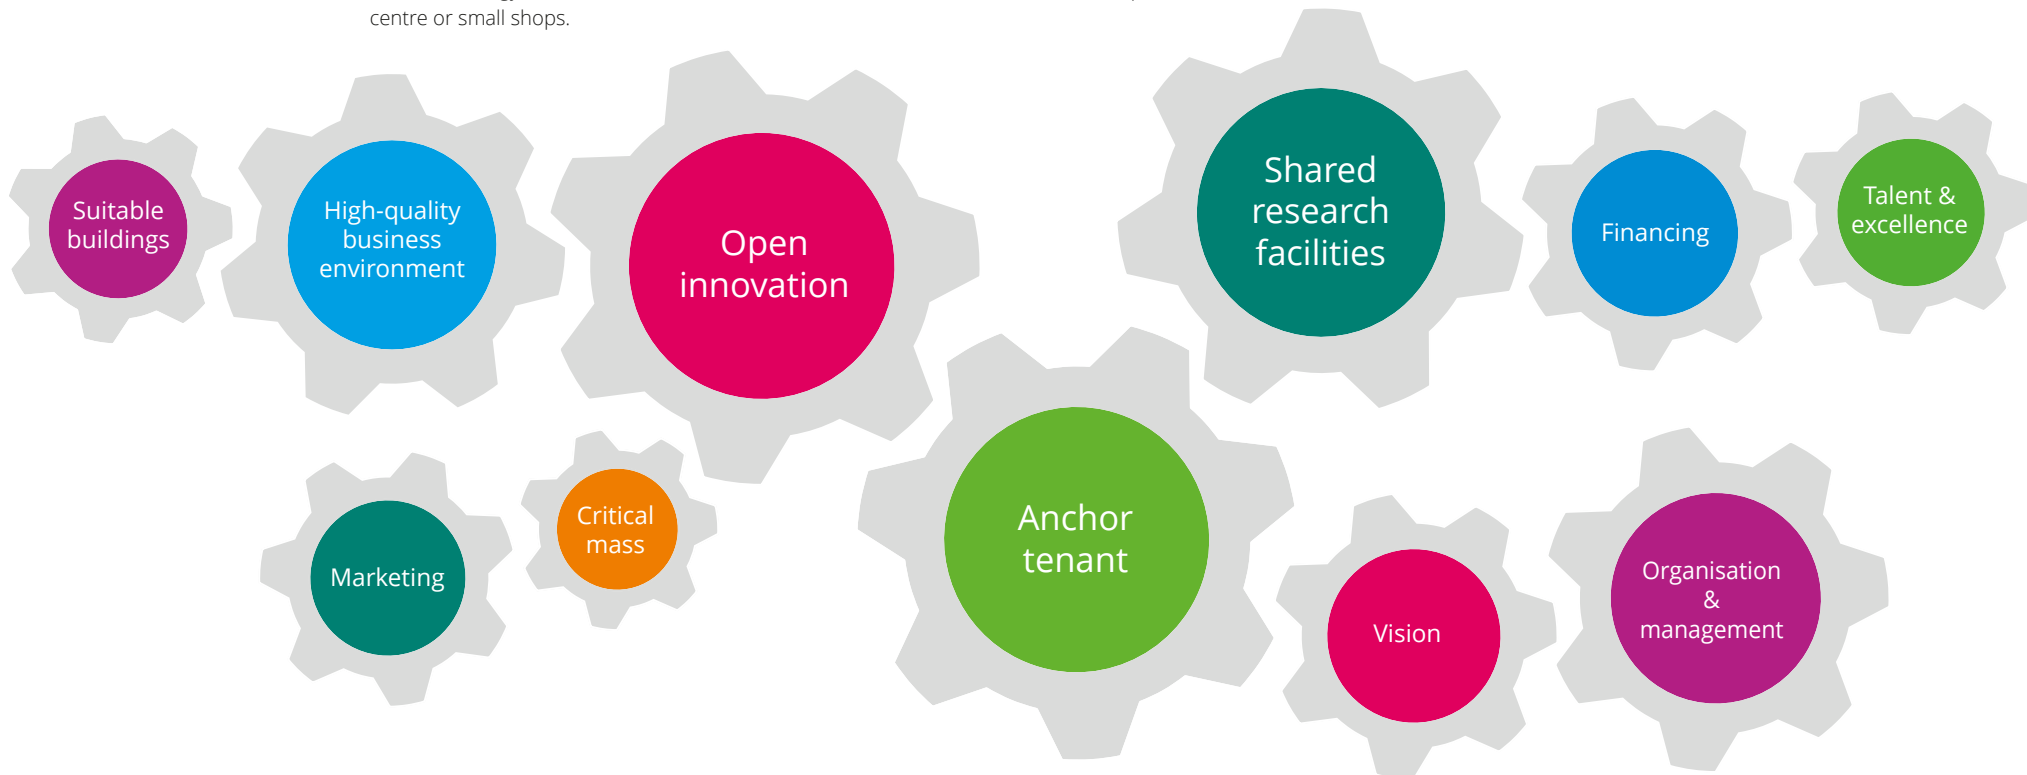 centre or small shops.
Suitable
buildings
High-quality
business
environment
Open
innovation
Shared
research
facilities
Financing
Talent &
excellence
Marketing
Critical
mass
Anchor
tenant
Vision
Organisation
&
management